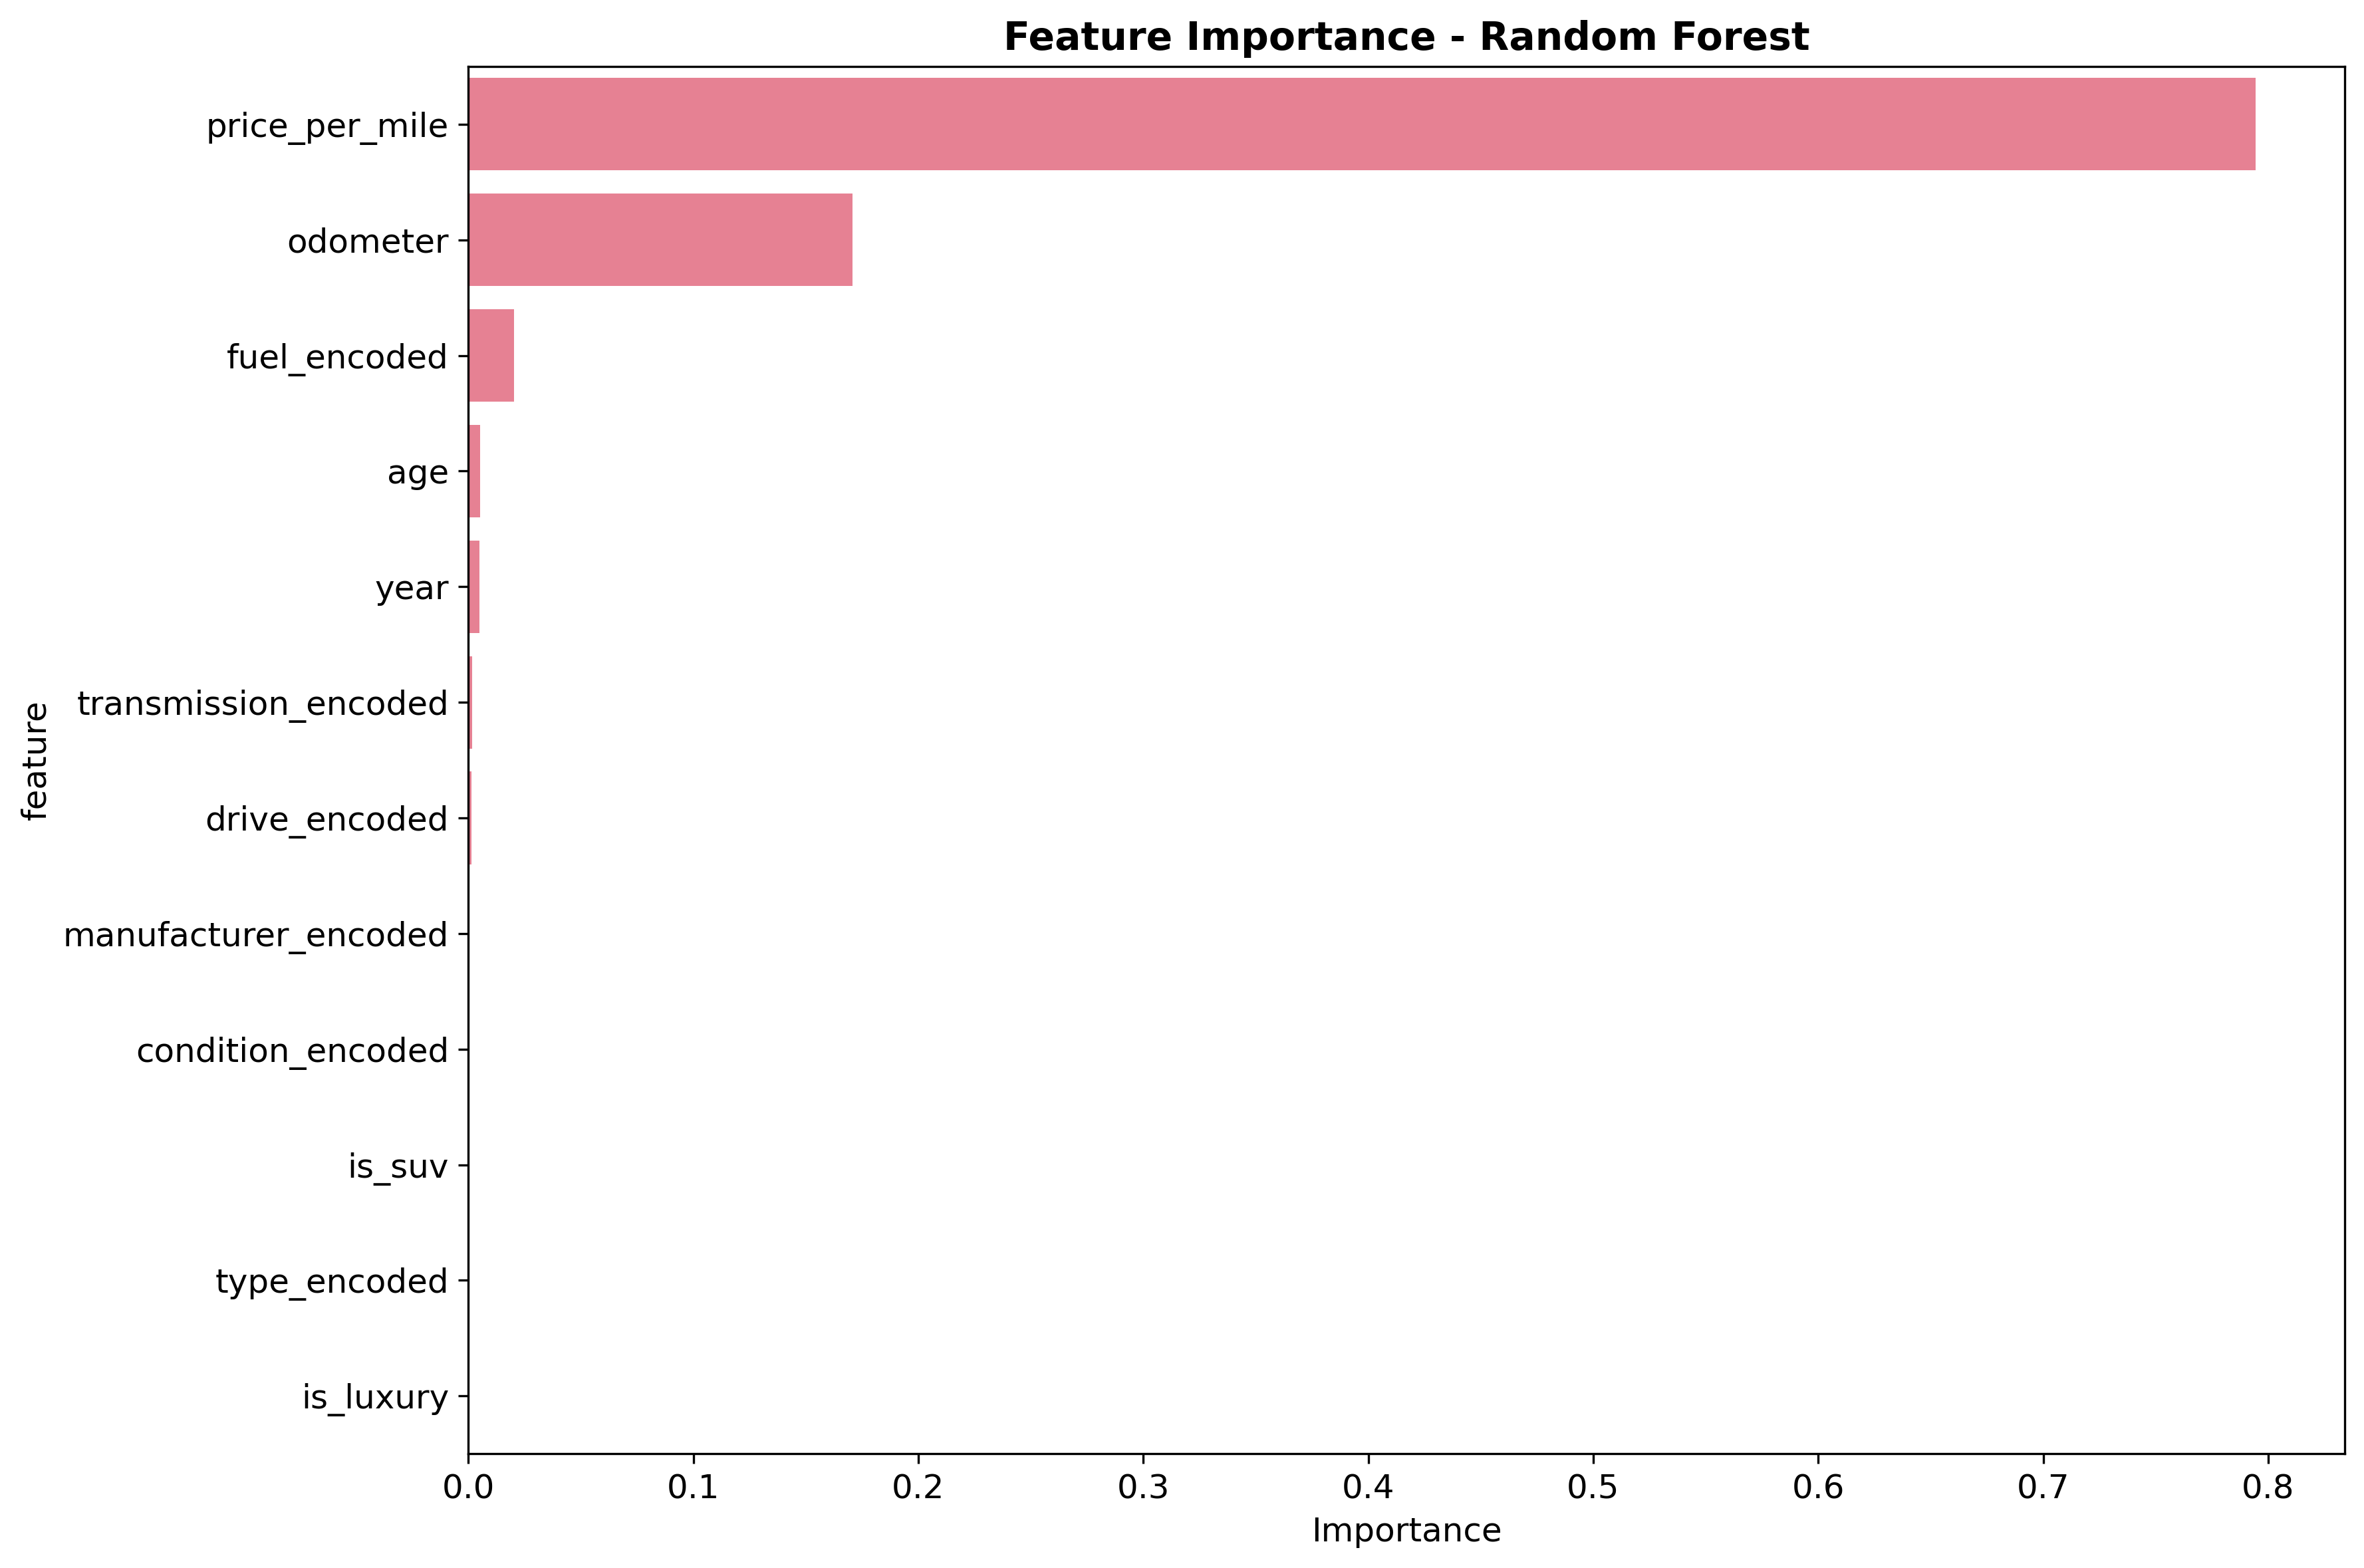 Feature Importance - Random Forest
price_per_mile
odometer
fuel_encoded
age
year
transmission_encoded
drive_encoded
manufacturer_encoded
condition_encoded
is_suv
type_encoded
is_luxury
feature
0.0 0.1 0.2 0.3 0.4 0.5 0.6 0.7 0.8
Importance